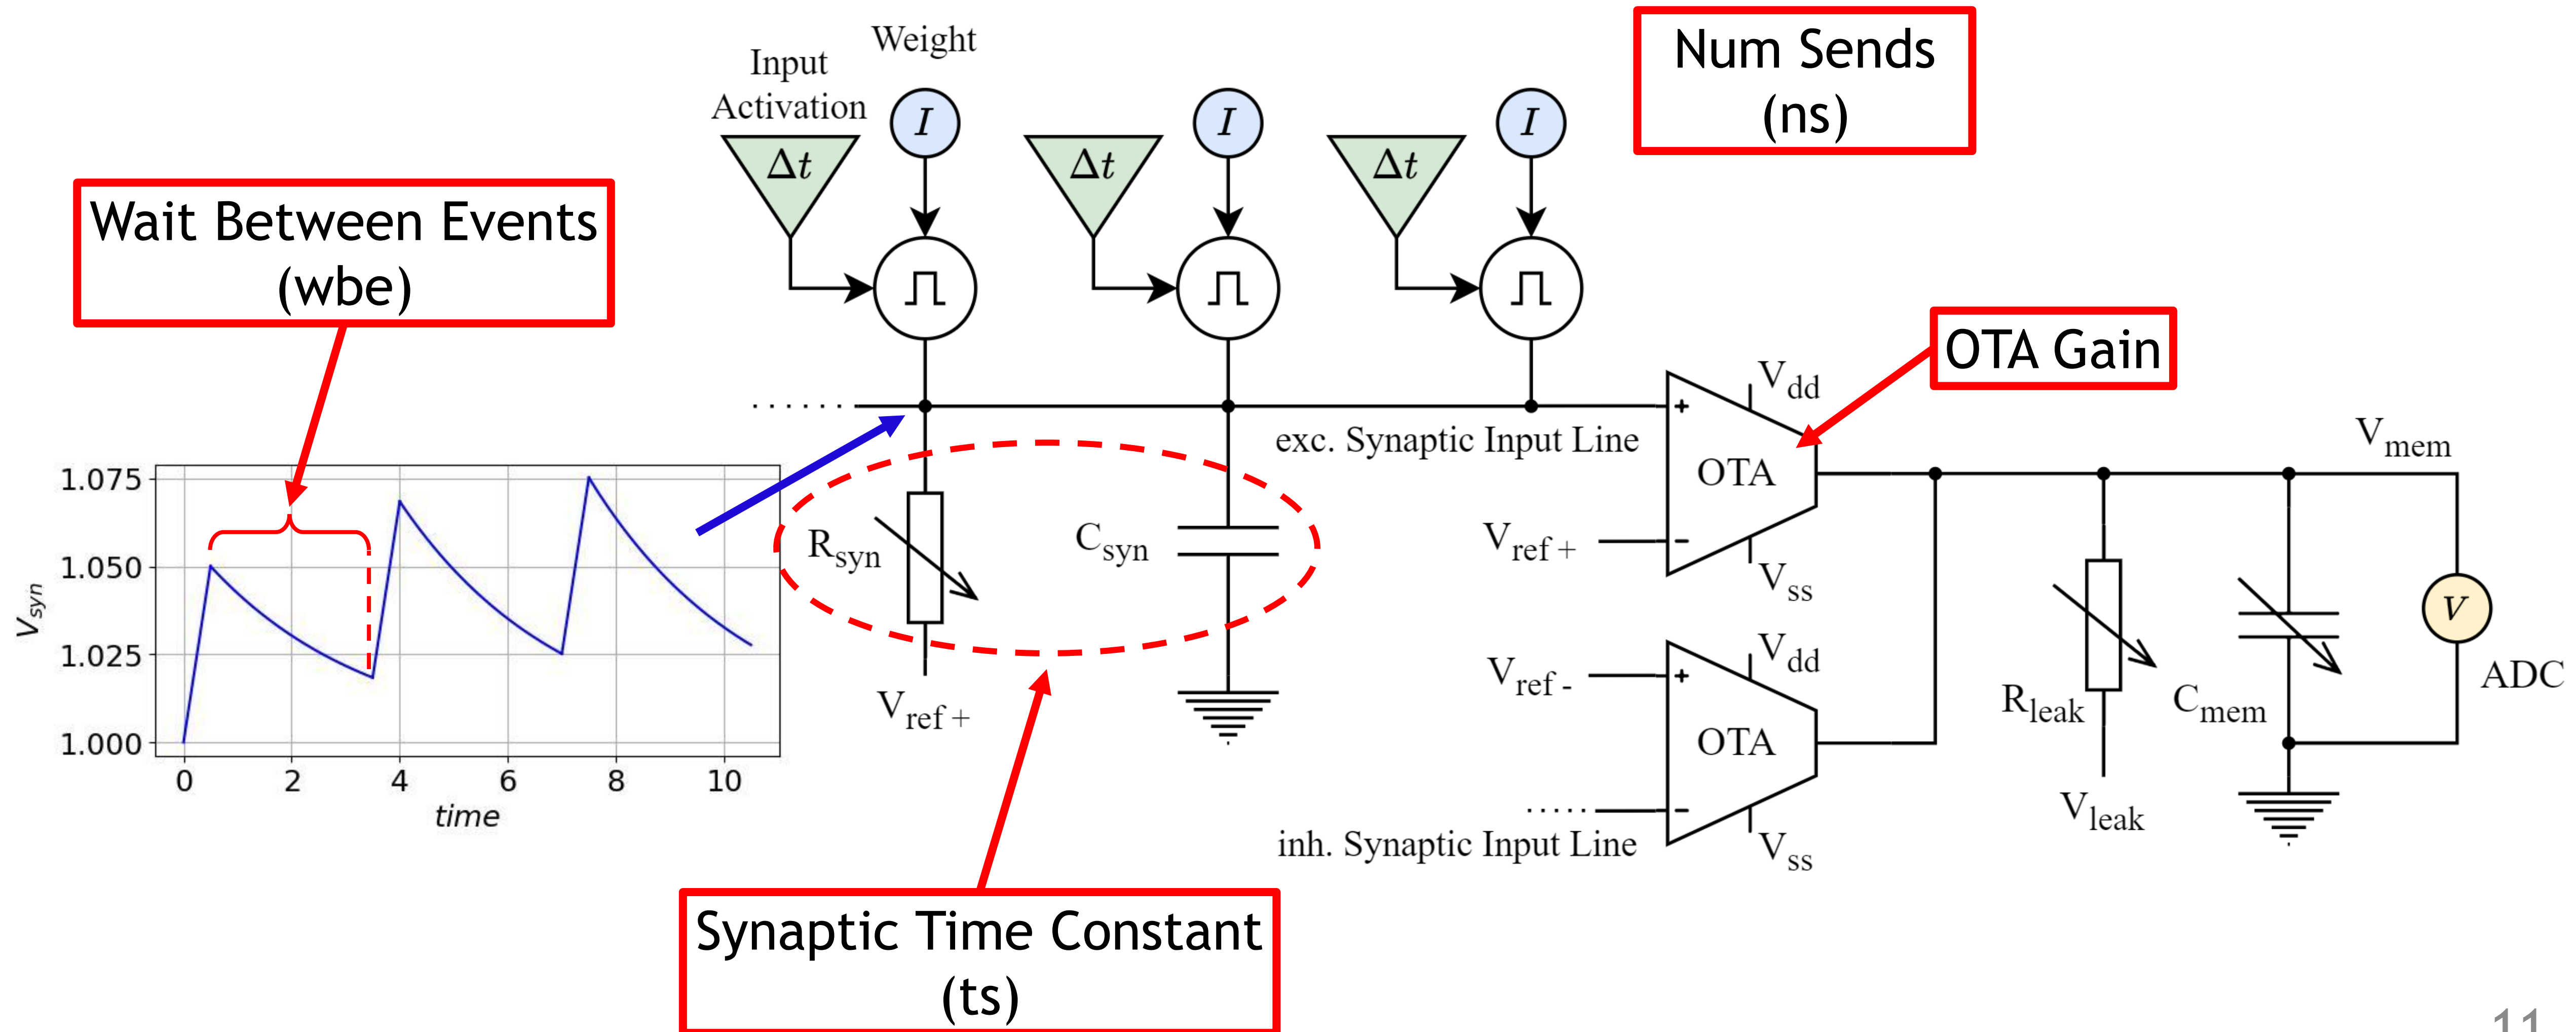 Weight
Input
Activation
Δt
I
Δt
I
Δt
I
Num Sends
(ns)
Wait Between Events
(wbe)
OTA Gain
Vdd
+
exc. Synaptic Input Line
OTA
Vref +
-
Vss
Vmem
1.075
1.050
1.025
1.000
Vsyn
0 2 4 6 8 10
time
Rsyn
Csyn
Vref +
Vdd
Vref -
+
OTA
-
inh. Synaptic Input Line
Vss
Rleak
Vleak
Cmem
V
ADC
Synaptic Time Constant
(ts)
11